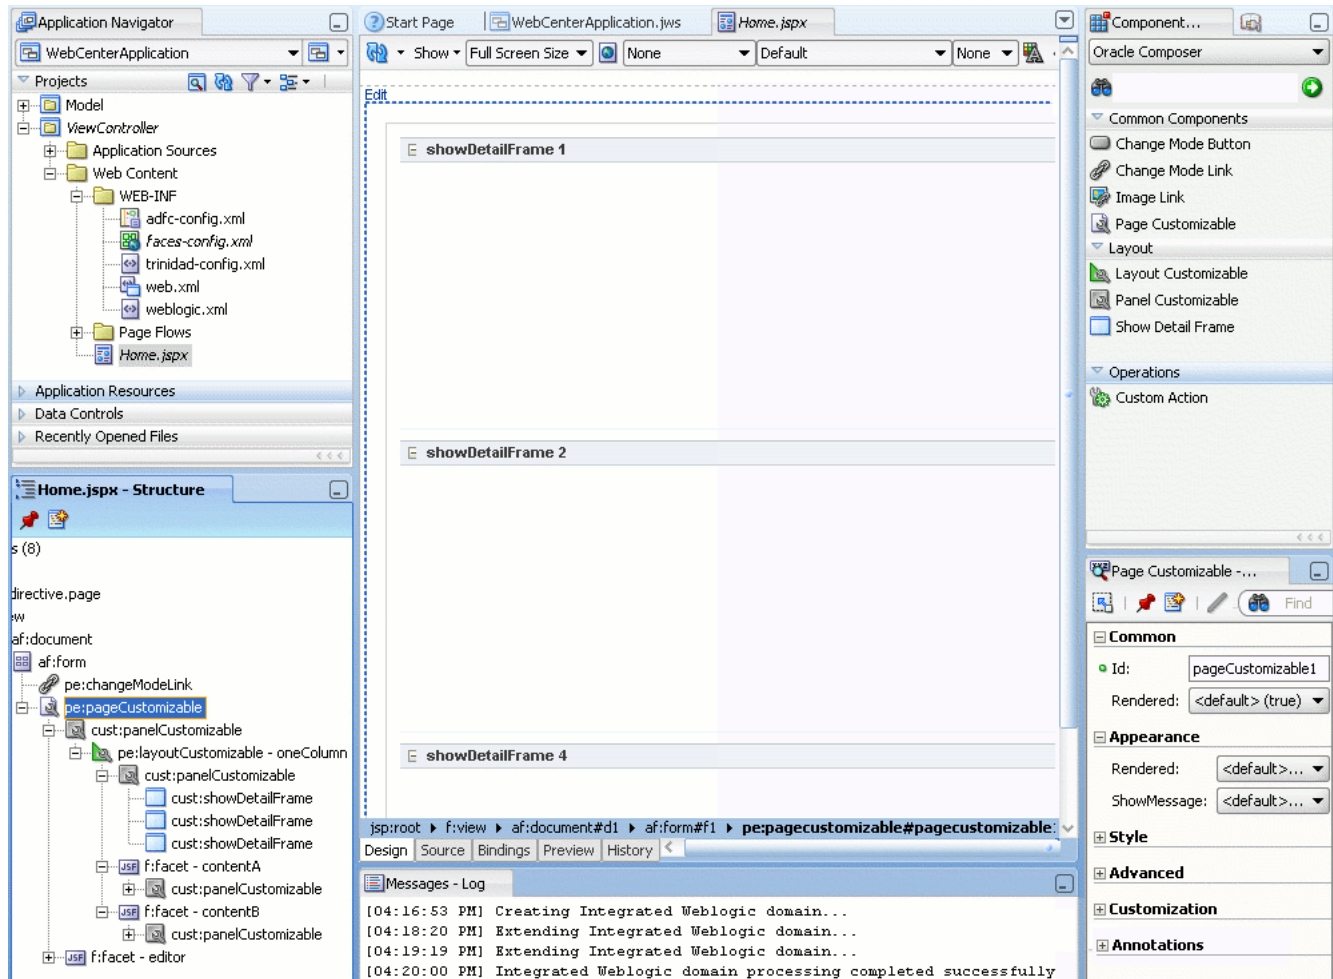 Application Navigator
WebCenterApplication
Projects
Model
ViewController
Application Sources
Web Content
WEB-INF
adfc-config.xml
faces-config.xml
trinidad-config.xml
web.xml
weblogic.xml
Page Flows
Home.jspx
Application Resources
Data Controls
Recently Opened Files
Home.jspx - Structure
s (8)
directive.page
ew
af:document
af:form
pe:changeModeLink
pe:pageCustomizable
cust:panelCustomizable
pe:layoutCustomizable - oneColumn
cust:panelCustomizable
cust:showDetailFrame
cust:showDetailFrame
cust:showDetailFrame
JSF f:facet - contentA
cust:panelCustomizable
JSF f:facet - contentB
cust:panelCustomizable
JSF f:facet - editor
Start Page WebCenterApplication.jws Home.jspx
Show Full Screen Size None Default None
Edit
showDetailFrame 1
showDetailFrame 2
showDetailFrame 4
jsp:root f:view af:document#d1 af:form#f1 pe:pagecustomizable#pagecustomizable:
Design Source Bindings Preview History
Messages - Log
[04:16:53 PM] Creating Integrated Weblogic domain...
[04:18:20 PM] Extending Integrated Weblogic domain...
[04:19:19 PM] Extending Integrated Weblogic domain...
[04:20:00 PM] Integrated Weblogic domain processing completed successfully
Component...
Oracle Composer
Common Components
Change Mode Button
Change Mode Link
Image Link
Page Customizable
Layout
Layout Customizable
Panel Customizable
Show Detail Frame
Operations
Custom Action
Page Customizable -...
Find
Common
Id: pageCustomizable1
Rendered: <default> (true)
Appearance
Rendered: <default>...
ShowMessage: <default>...
Style
Advanced
Customization
Annotations